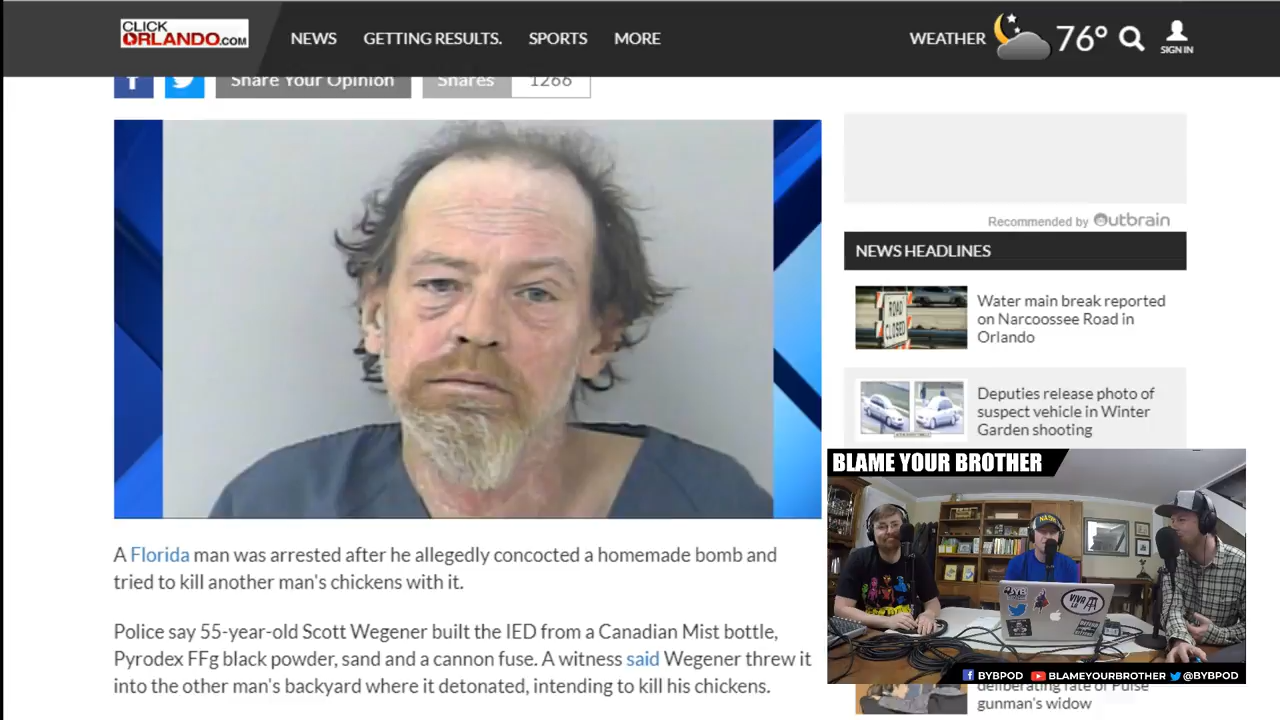 CLICK
ORLANDO.COM
NEWS
GETTING RESULTS.
SPORTS
MORE
WEATHER
76°
SIGN IN
Share Your Opinion
Shares
1266
Recommended by Outbrain
NEWS HEADLINES
ROAD
CLOSED
Water main break reported
on Narcoossee Road in
Orlando
Deputies release photo of
suspect vehicle in Winter
Garden shooting
BLAME YOUR BROTHER
VIVA
LA
BYBPOD
BLAMEYOURBROTHER
@BYBPOD
deliberating fate of Pulse
gunman's widow
A Florida man was arrested after he allegedly concocted a homemade bomb and
tried to kill another man's chickens with it.
Police say 55-year-old Scott Wegener built the IED from a Canadian Mist bottle,
Pyrodex FFg black powder, sand and a cannon fuse. A witness said Wegener threw it
into the other man's backyard where it detonated, intending to kill his chickens.